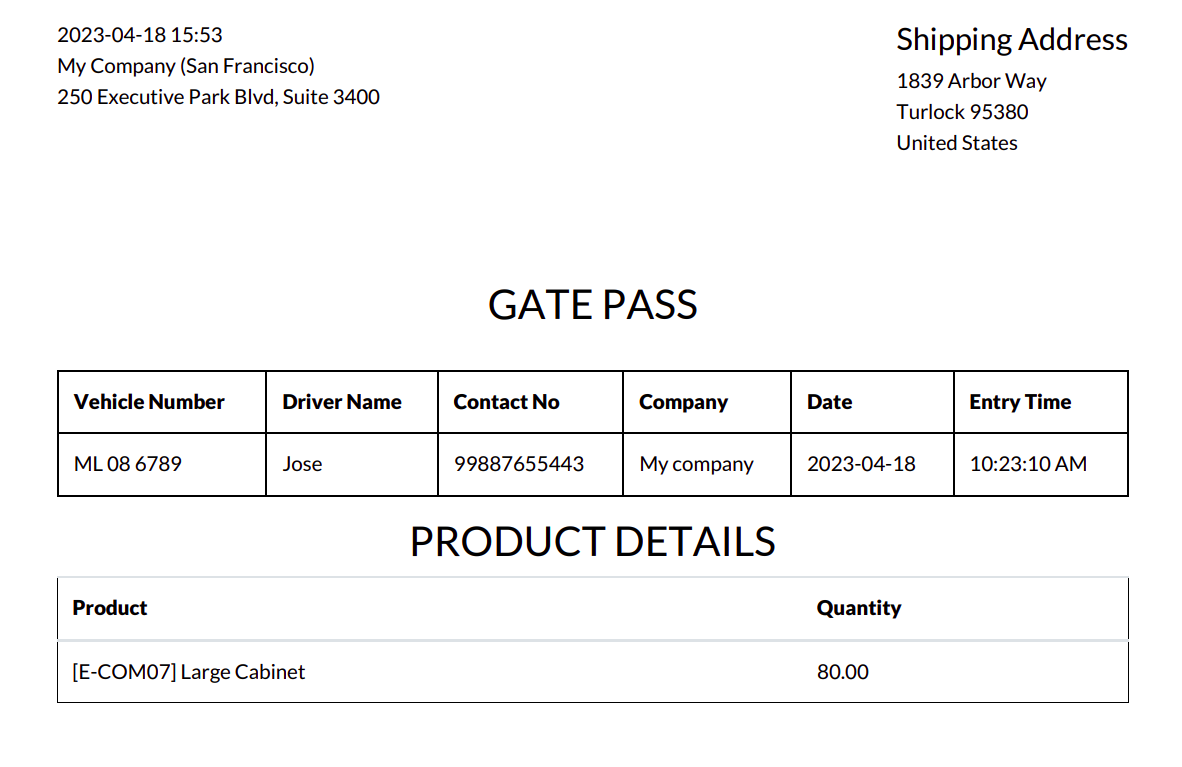 2023-04-18 15:53
My Company (San Francisco)
250 Executive Park Blvd, Suite 3400
Shipping Address
1839 Arbor Way
Turlock 95380
United States
GATE PASS
Vehicle Number Driver Name Contact No Company Date Entry Time
ML 08 6789 Jose 99887655443 My company 2023-04-18 10:23:10 AM
PRODUCT DETAILS
Product Quantity
[E-COM07] Large Cabinet 80.00